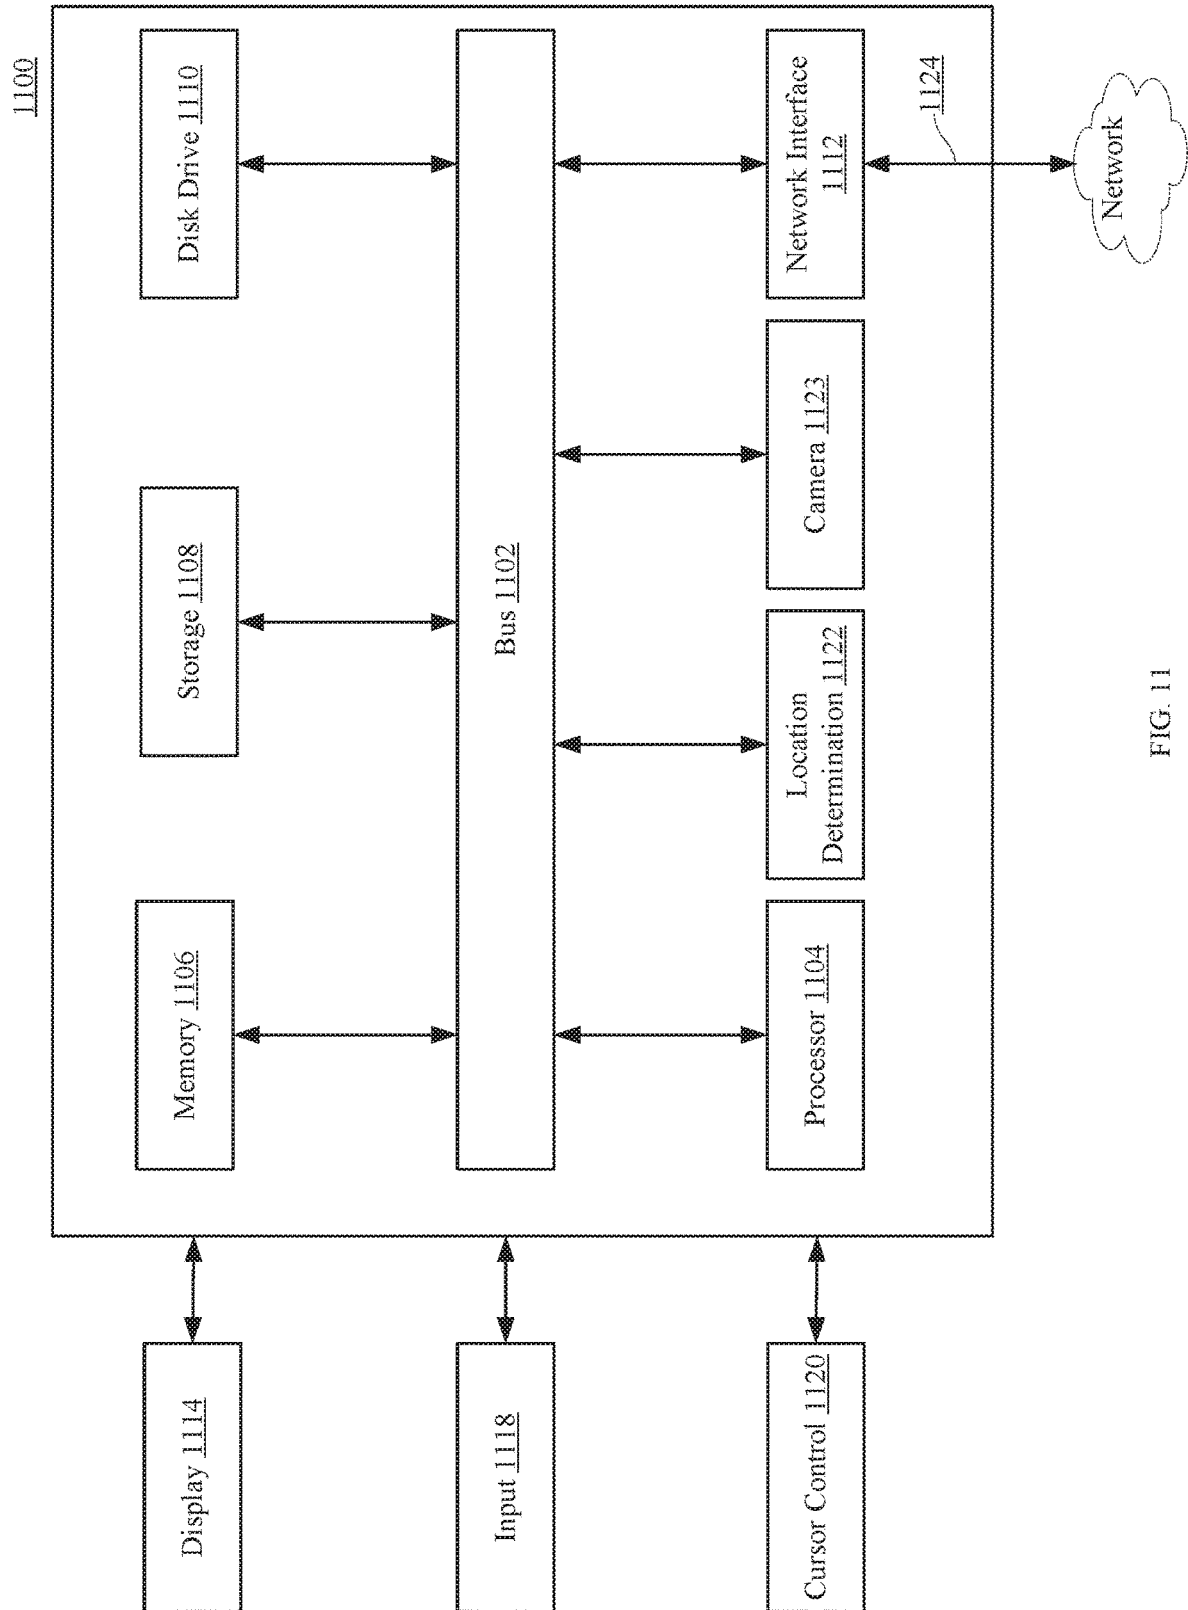 1100
Display 1114
Memory 1106
Storage 1108
Disk Drive 1110
Input 1118
Bus 1102
Cursor Control 1120
Processor 1104
Location
Determination 1122
Camera 1123
Network Interface
1112
1124
Network
FIG. 11